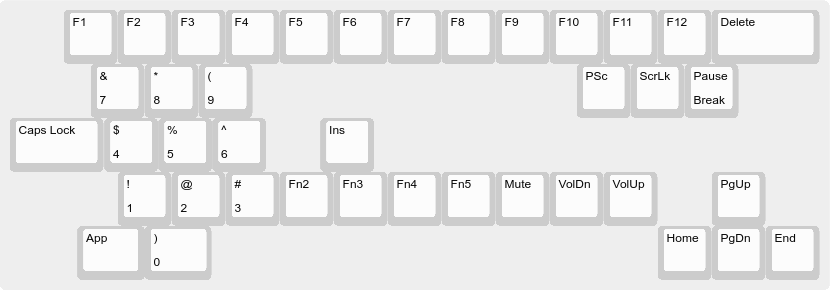 F1 F2 F3 F4 F5 F6 F7 F8 F9 F10 F11 F12 Delete
& * ( PSc ScrLk Pause
7 8 9 Break
Caps Lock $ % ^ Ins
4 5 6
! @ # Fn2 Fn3 Fn4 Fn5 Mute VolDn VolUp PgUp
1 2 3
App ) Home PgDn End
0